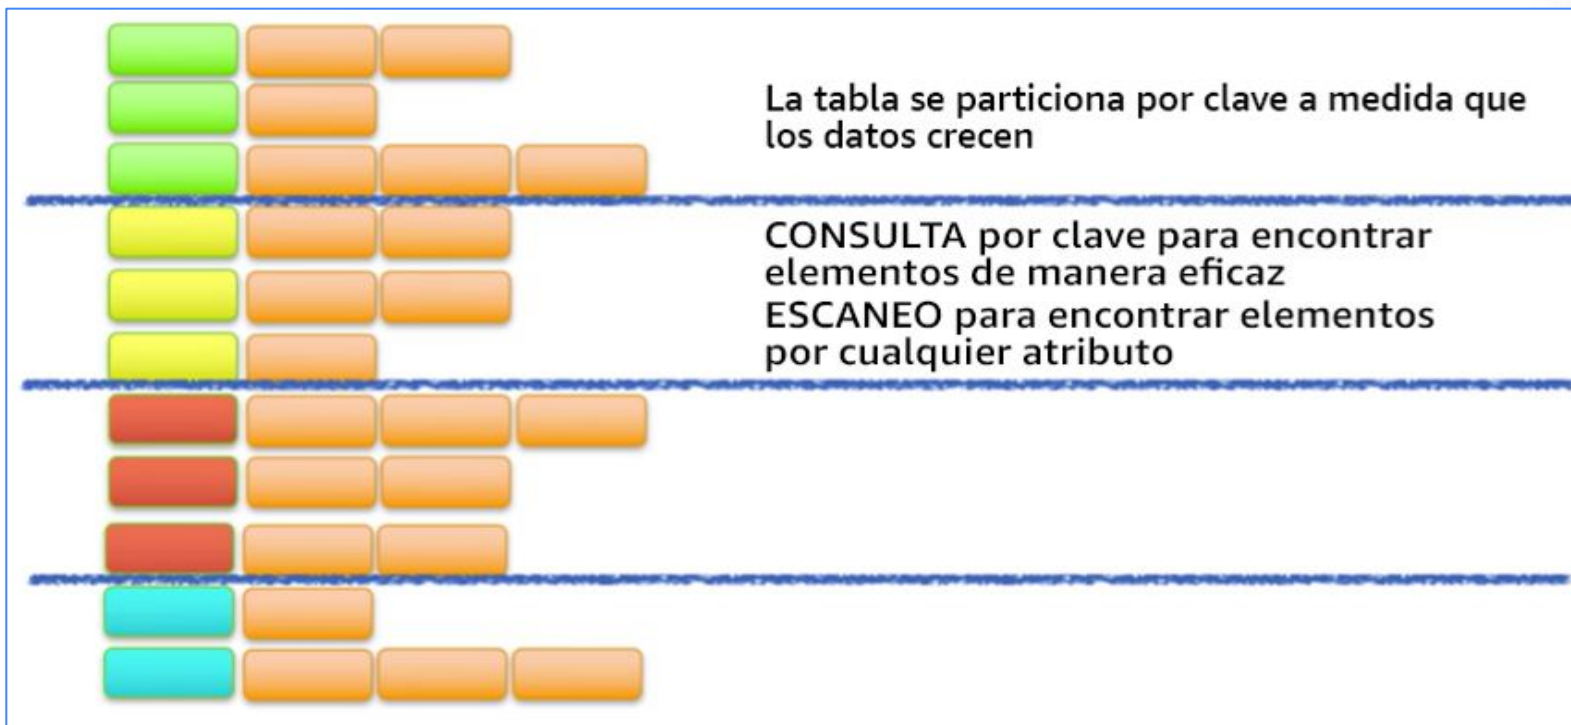 La tabla se particiona por clave a medida que
los datos crecen
CONSULTA por clave para encontrar
elementos de manera eficaz
ESCANEO para encontrar elementos
por cualquier atributo